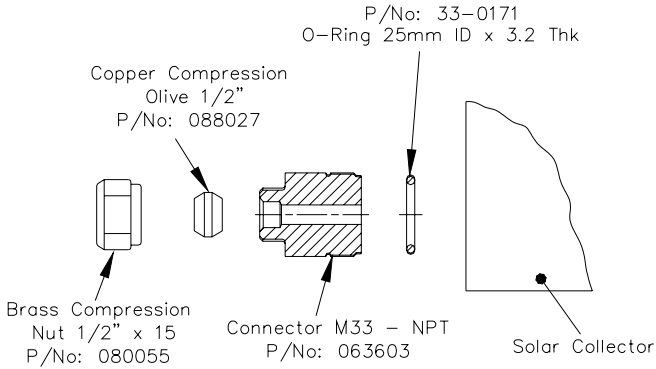 P/No: 33-0171
O-Ring 25mm ID x 3.2 Thk
Copper Compression
Olive 1/2"
P/No: 088027
Brass Compression
Nut 1/2" x 15
P/No: 080055
Connector M33 - NPT
P/No: 063603
Solar Collector